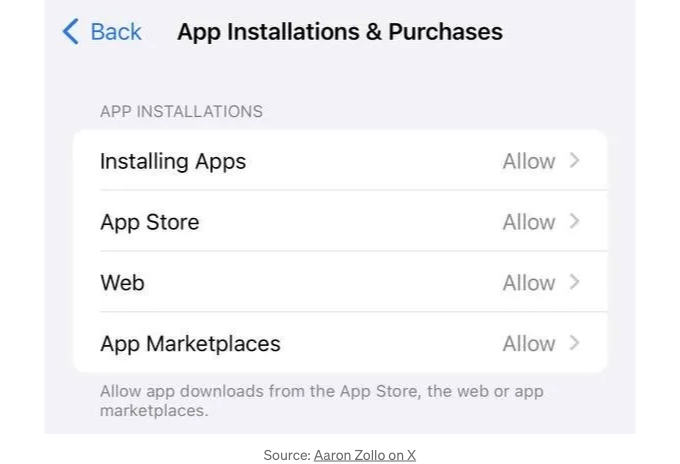 Back App Installations & Purchases
APP INSTALLATIONS
Installing Apps Allow
App Store Allow
Web Allow
App Marketplaces Allow
Allow app downloads from the App Store, the web or app
marketplaces.
Source: Aaron Zollo on X